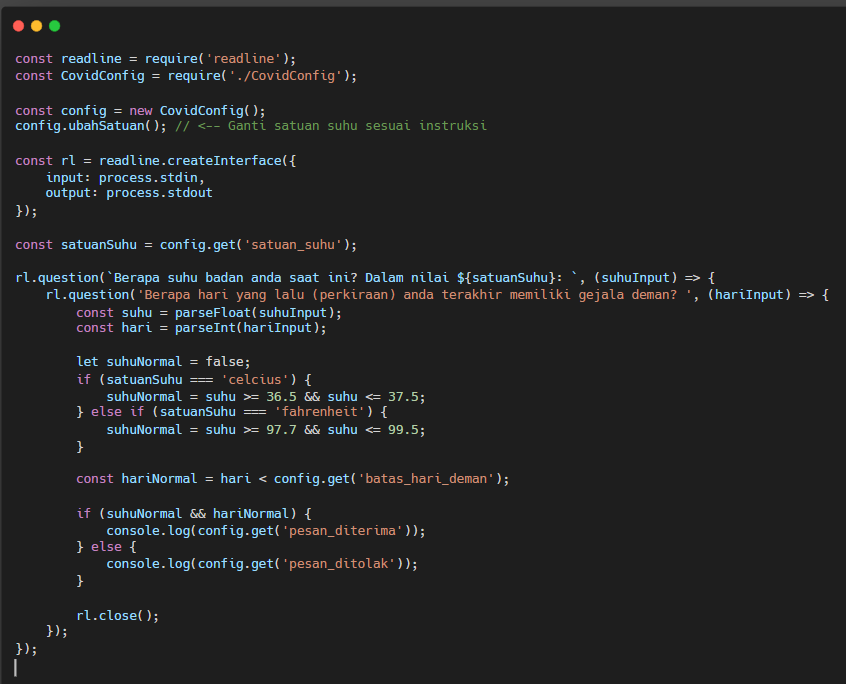 const readline = require('readline');
const CovidConfig = require('./CovidConfig');
const config = new CovidConfig();
config.ubahSatuan(); // <-- Ganti satuan suhu sesuai instruksi
const rl = readline.createInterface({
    input: process.stdin,
    output: process.stdout
});
const satuanSuhu = config.get('satuan_suhu');
rl.question(`Berapa suhu badan anda saat ini? Dalam nilai ${satuanSuhu}: `, (suhuInput) => {
    rl.question('Berapa hari yang lalu (perkiraan) anda terakhir memiliki gejala deman? ', (hariInput) => {
        const suhu = parseFloat(suhuInput);
        const hari = parseInt(hariInput);
        let suhuNormal = false;
        if (satuanSuhu === 'celcius') {
            suhuNormal = suhu >= 36.5 && suhu <= 37.5;
        } else if (satuanSuhu === 'fahrenheit') {
            suhuNormal = suhu >= 97.7 && suhu <= 99.5;
        }
        const hariNormal = hari < config.get('batas_hari_deman');
        if (suhuNormal && hariNormal) {
            console.log(config.get('pesan_diterima'));
        } else {
            console.log(config.get('pesan_ditolak'));
        }
        rl.close();
    });
});